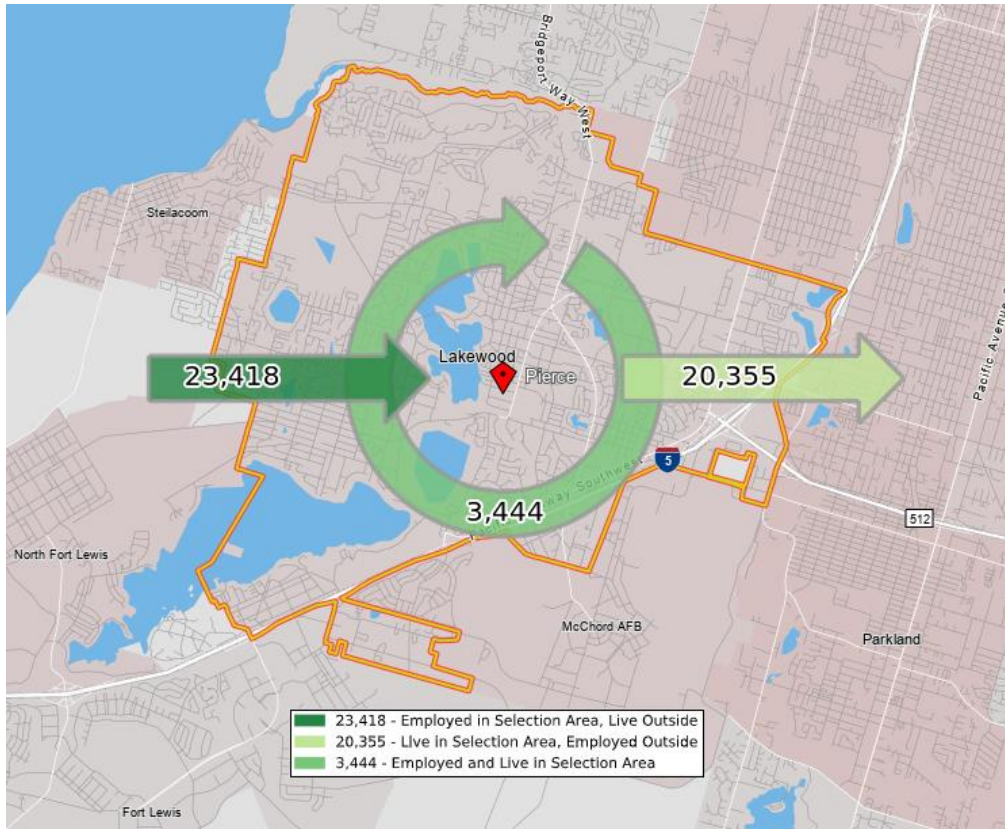 Bridgeport Way West
Steilacoom
Lakewood
Pierce
23,418
20,355
Pacific Avenue
5
3,444
way Southwest
512
North Fort Lewis
McChord AFB
Parkland
23,418 - Employed in Selection Area, Live Outside
20,355 - Live in Selection Area, Employed Outside
3,444 - Employed and Live in Selection Area
Fort Lewis